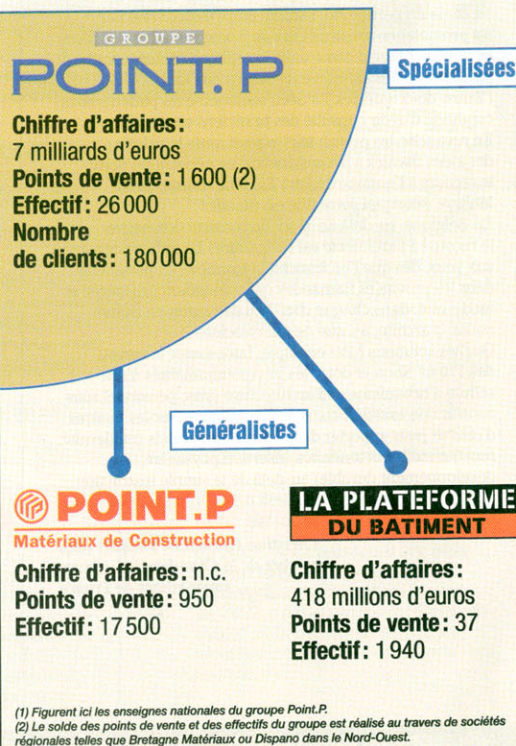 GROUPE
POINT. P
Spécialisées
Chiffre d'affaires:
7 milliards d'euros
Points de vente: 1 600 (2)
Effectif: 26 000
Nombre
de clients: 180 000
Généralistes
POINT.P
Matériaux de Construction
Chiffre d'affaires: n.c.
Points de vente: 950
Effectif: 17 500
LA PLATEFORME
DU BATIMENT
Chiffre d'affaires:
418 millions d'euros
Points de vente: 37
Effectif: 1 940
(1) Figurent ici les enseignes nationales du groupe Point.P.
(2) Le solde des points de vente et des effectifs du groupe est réalisé au travers de sociétés
régionales telles que Bretagne Matériaux ou Dispano dans le Nord-Ouest.